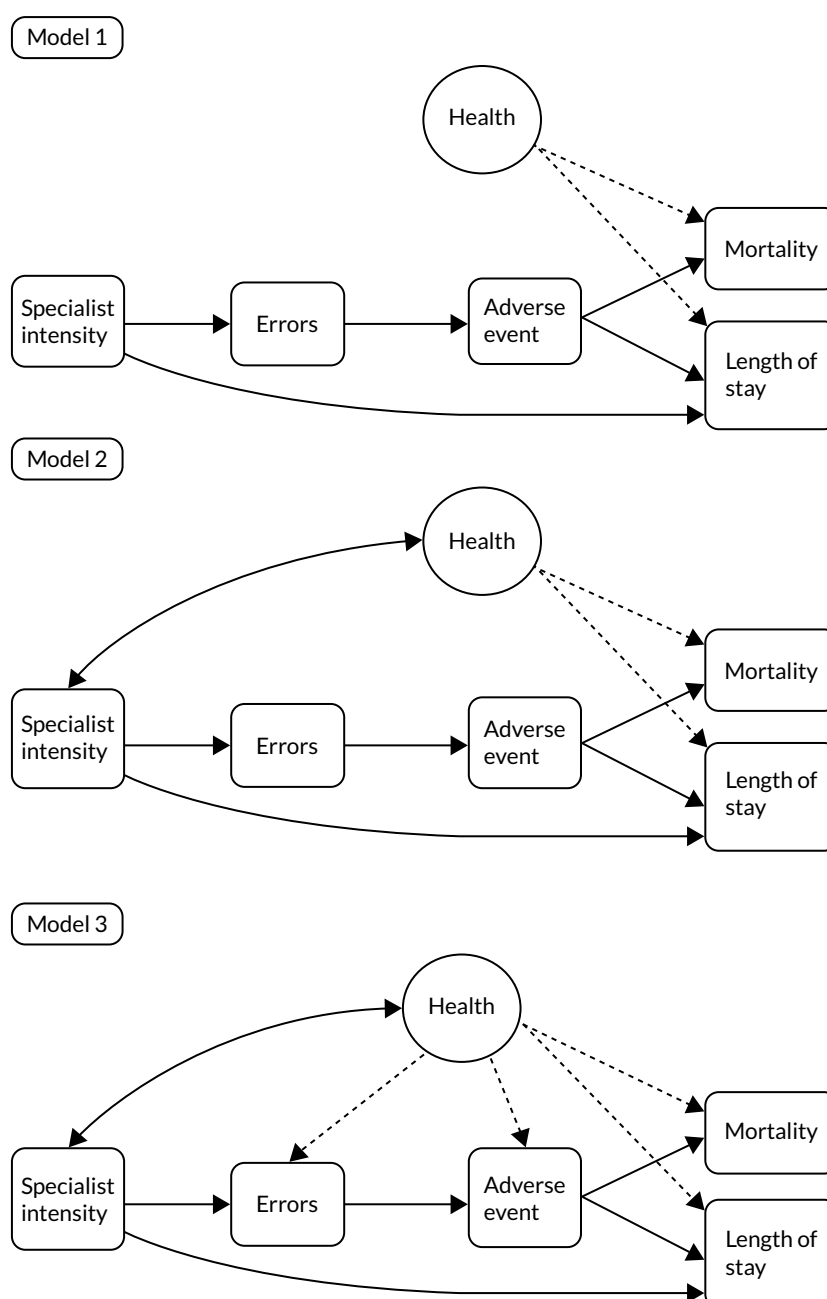 Model 1
Health
Mortality
Specialist
intensity
Errors
Adverse
event
Length of
stay
Model 2
Health
Mortality
Specialist
intensity
Errors
Adverse
event
Length of
stay
Model 3
Health
Mortality
Specialist
intensity
Errors
Adverse
event
Length of
stay